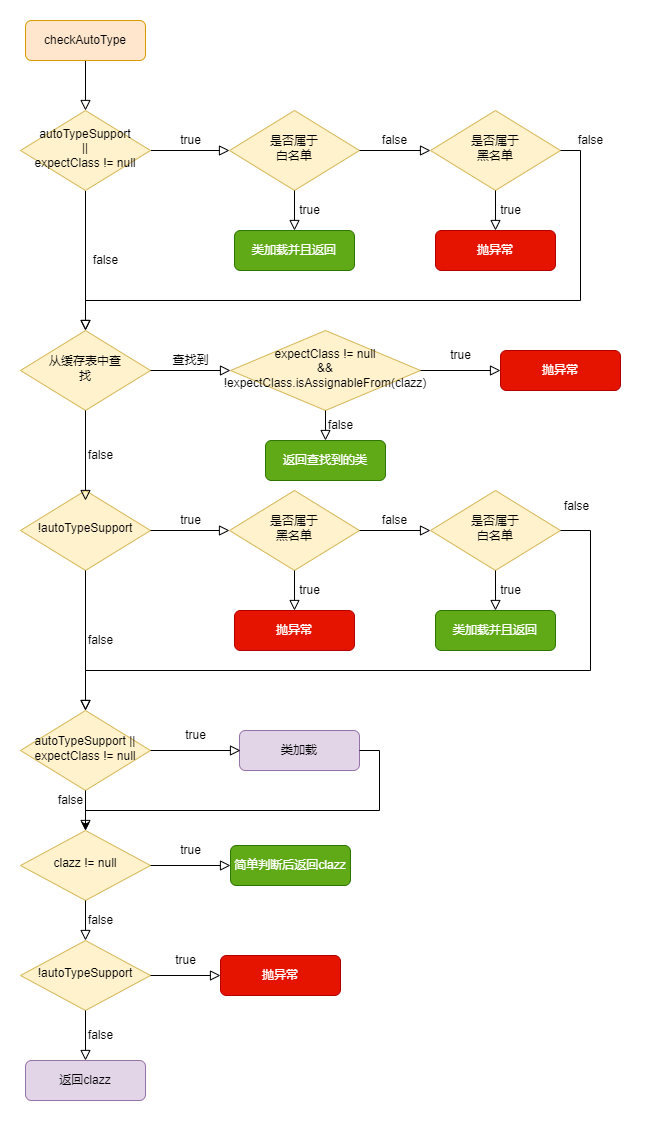 checkAutoType
autoTypeSupport
||
expectClass != null
true
是否属于
白名单
false
是否属于
黑名单
false
true
true
类加载并且返回
抛异常
false
从缓存表中查
找
查找到
expectClass != null
&&
!expectClass.isAssignableFrom(clazz)
true
抛异常
false
返回查找到的类
false
!autoTypeSupport
true
是否属于
黑名单
false
是否属于
白名单
false
true
true
抛异常
类加载并且返回
false
autoTypeSupport ||
expectClass != null
true
类加载
false
clazz != null
true
简单判断后返回clazz
false
!autoTypeSupport
true
抛异常
false
返回clazz